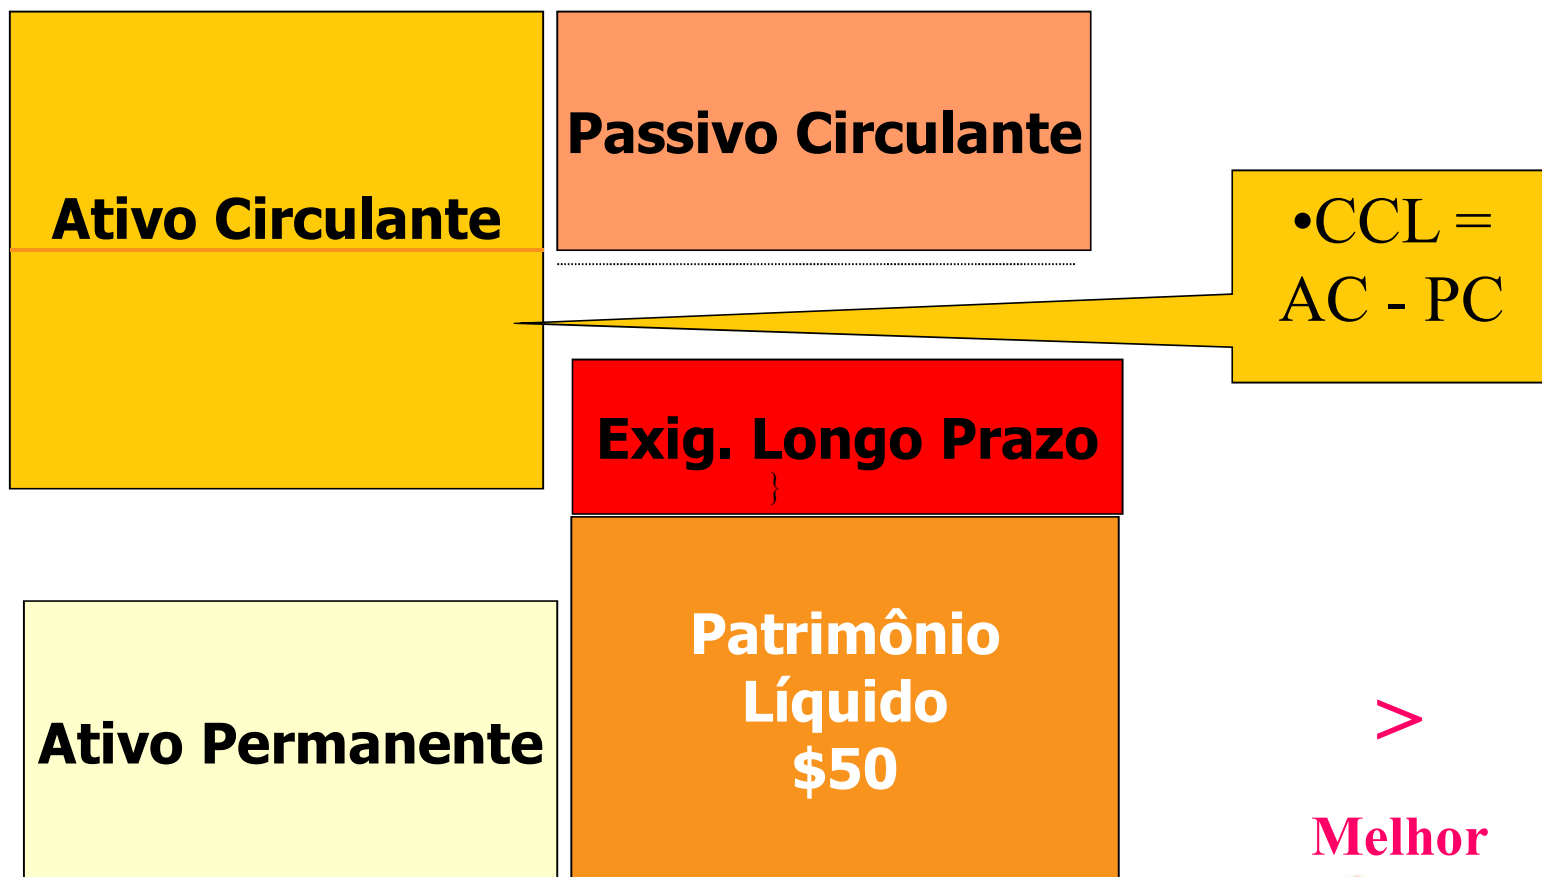 Passivo Circulante
Ativo Circulante
•CCL =
AC - PC
Exig. Longo Prazo
}
Patrimônio
Líquido
$50
Ativo Permanente
>
Melhor